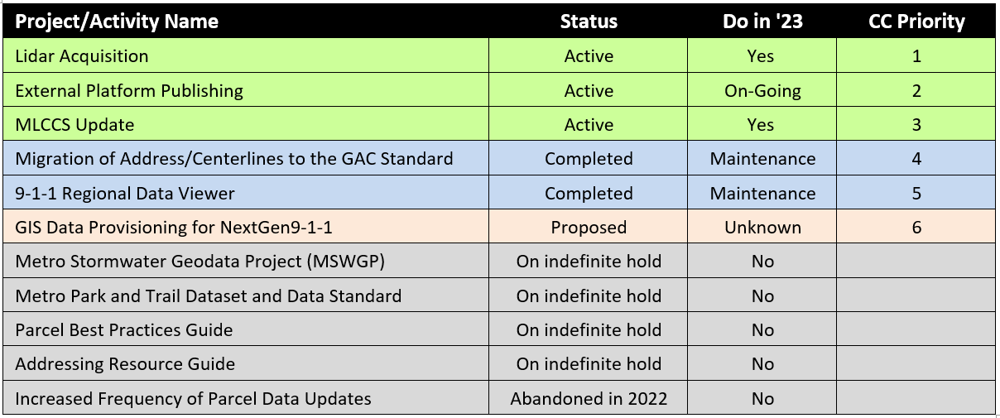 Project/Activity Name Status Do in '23 CC Priority
Lidar Acquisition Active Yes 1
External Platform Publishing Active On-Going 2
MLCCS Update Active Yes 3
Migration of Address/Centerlines to the GAC Standard Completed Maintenance 4
9-1-1 Regional Data Viewer Completed Maintenance 5
GIS Data Provisioning for NextGen9-1-1 Proposed Unknown 6
Metro Stormwater Geodata Project (MSWGP) On indefinite hold No
Metro Park and Trail Dataset and Data Standard On indefinite hold No
Parcel Best Practices Guide On indefinite hold No
Addressing Resource Guide On indefinite hold No
Increased Frequency of Parcel Data Updates Abandoned in 2022 No